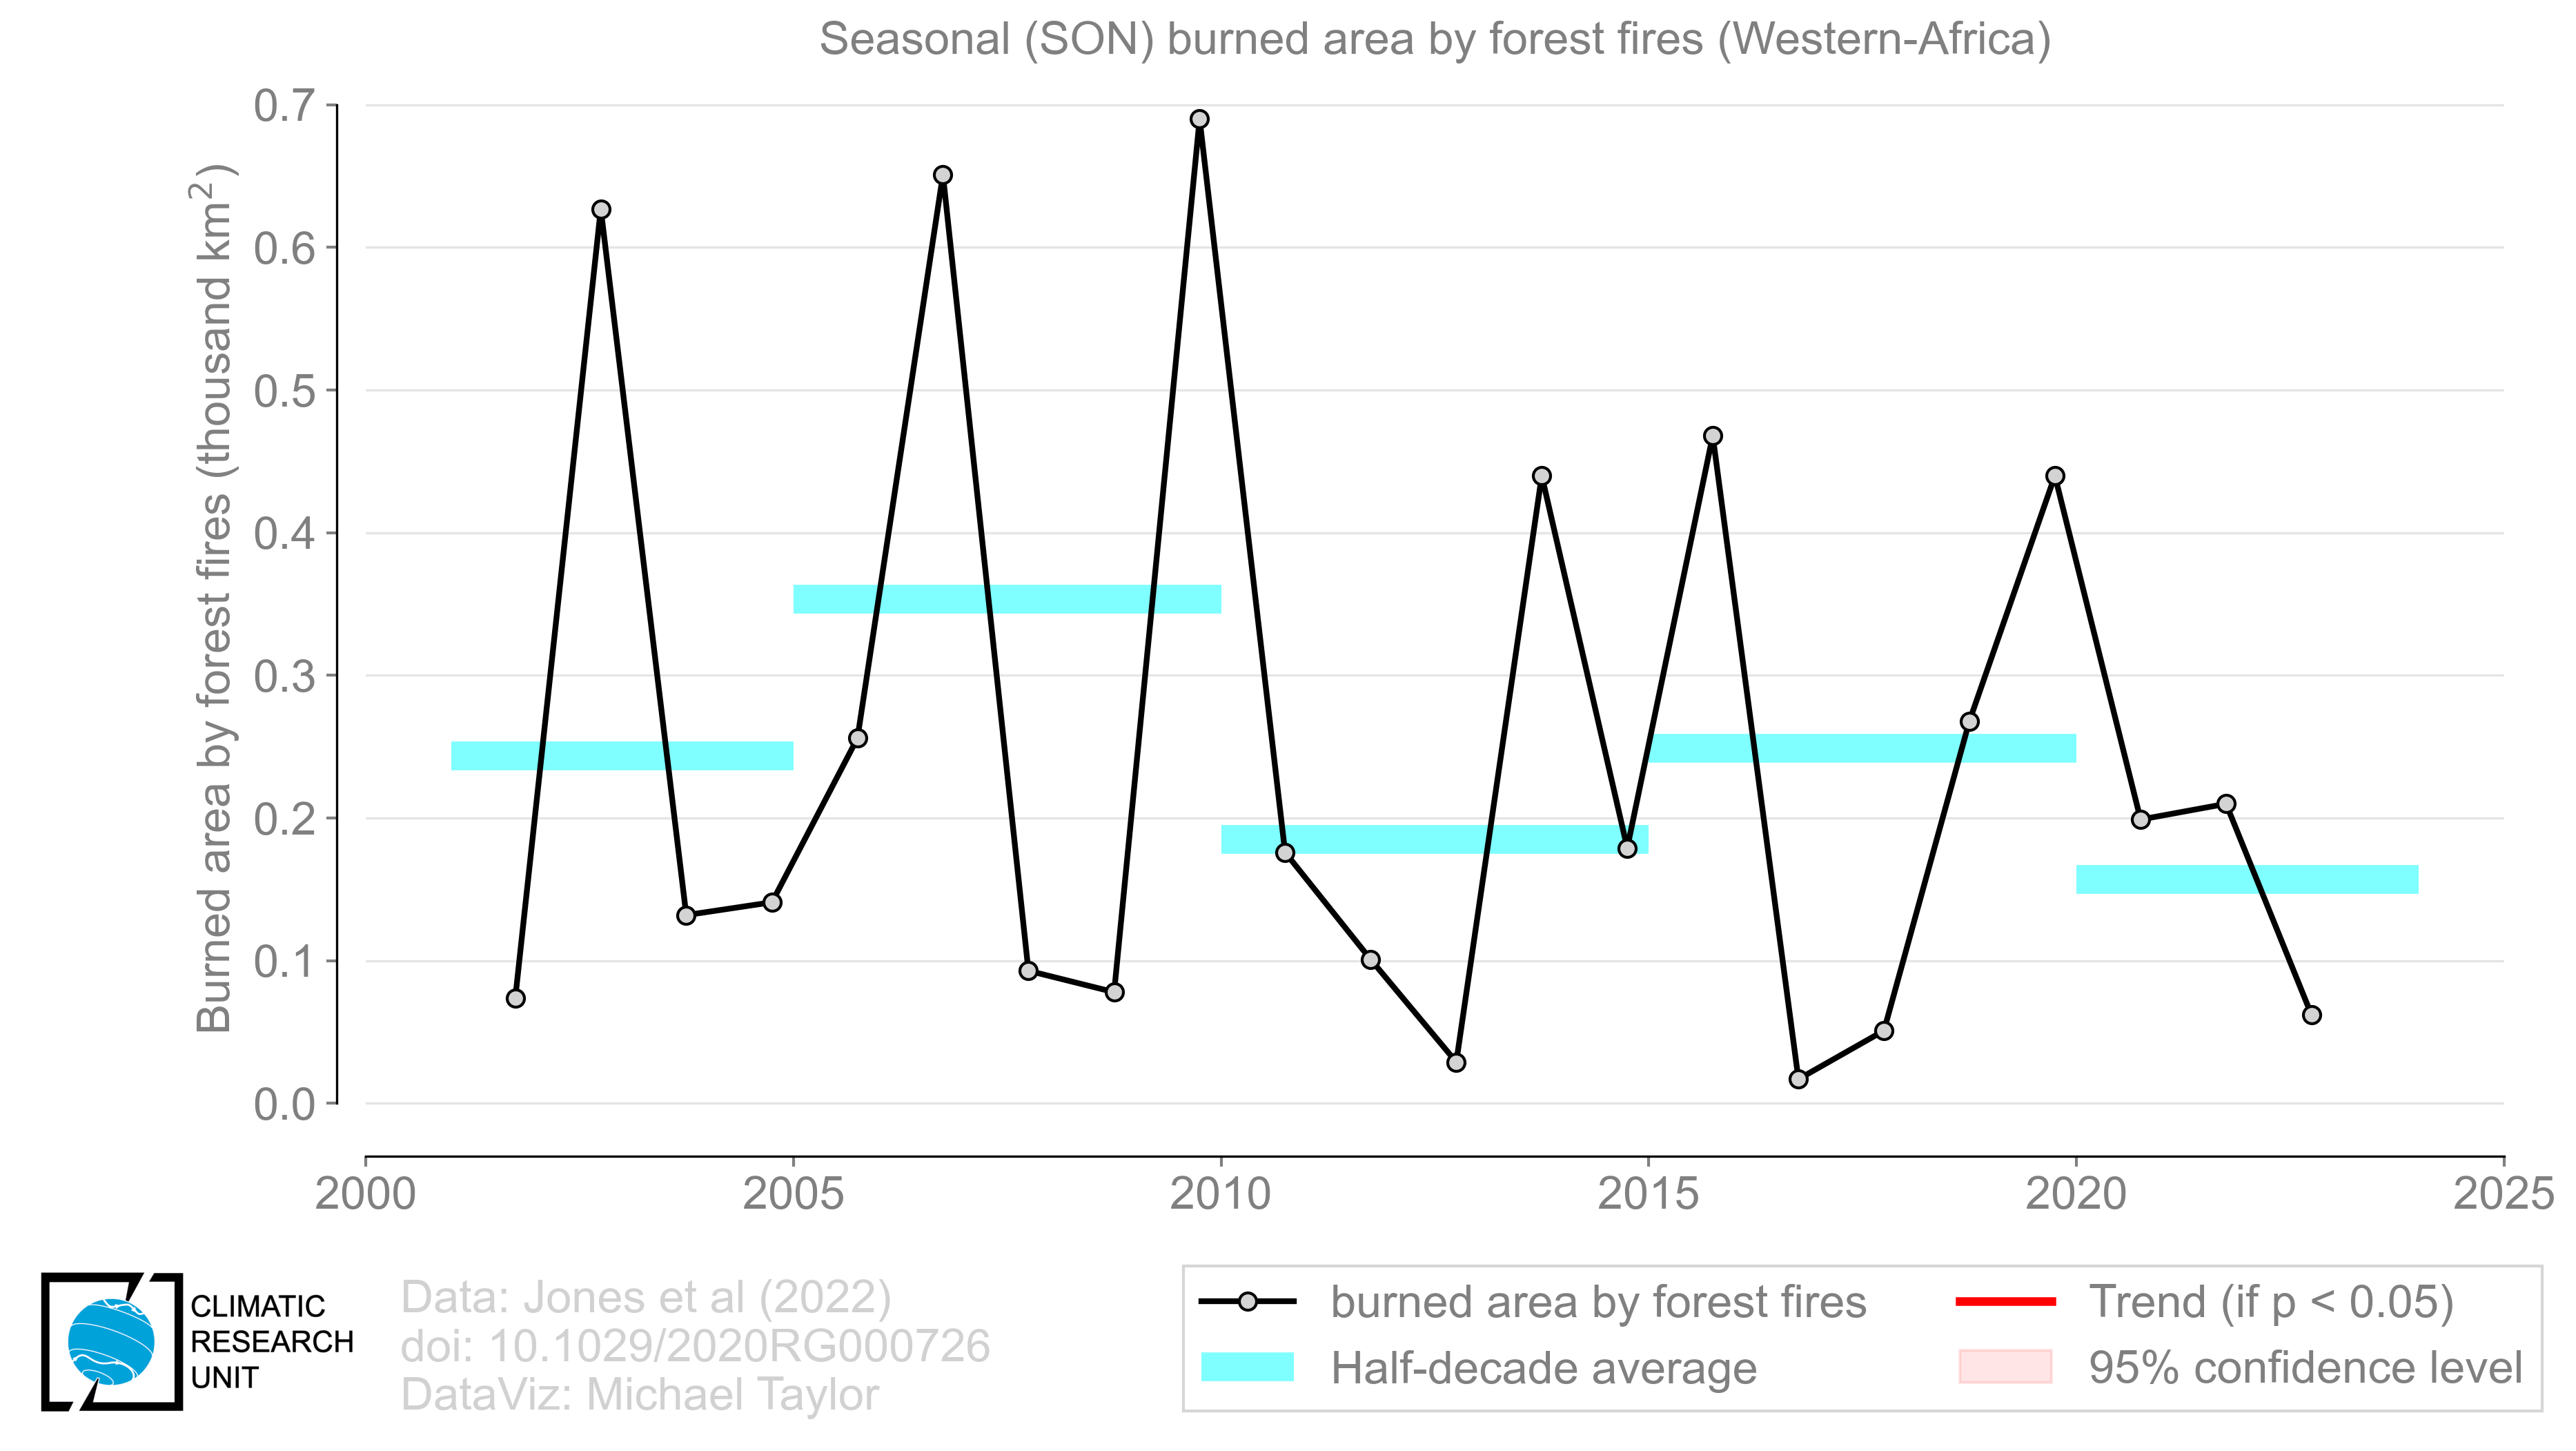 Seasonal (SON) burned area by forest fires (Western-Africa)
Burned area by forest fires (thousand km²)
0.7
0.6
0.5
0.4
0.3
0.2
0.1
0.0
2000 2005 2010 2015 2020 2025
CLIMATIC
RESEARCH
UNIT
Data: Jones et al (2022)
doi: 10.1029/2020RG000726
DataViz: Michael Taylor
burned area by forest fires
Half-decade average
Trend (if p < 0.05)
95% confidence level